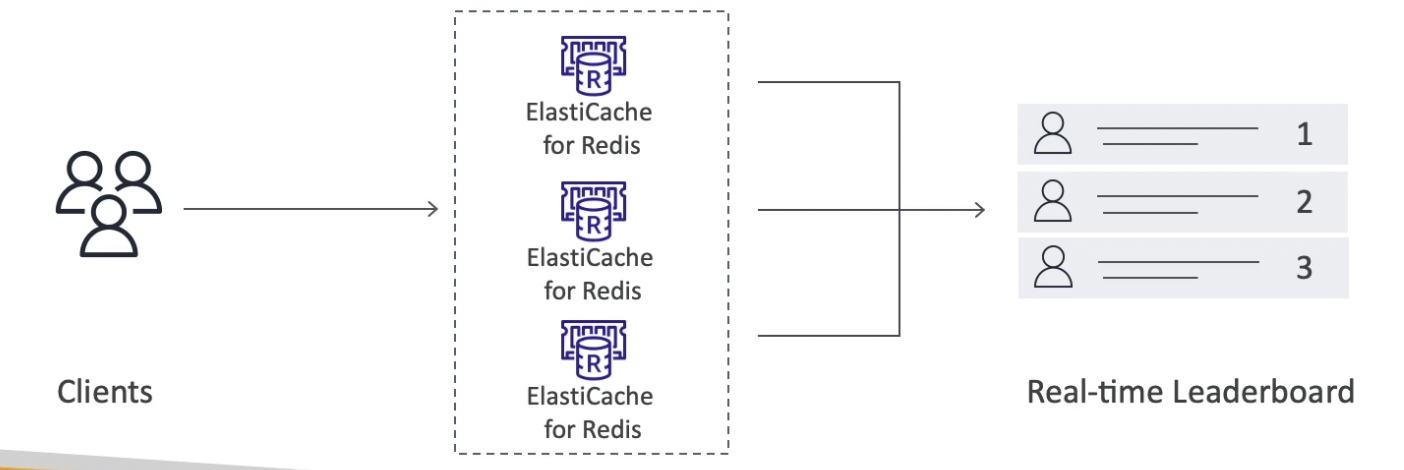 Clients
R
ElastiCache
for Redis
R
ElastiCache
for Redis
R
ElastiCache
for Redis
1
2
3
Real-time Leaderboard